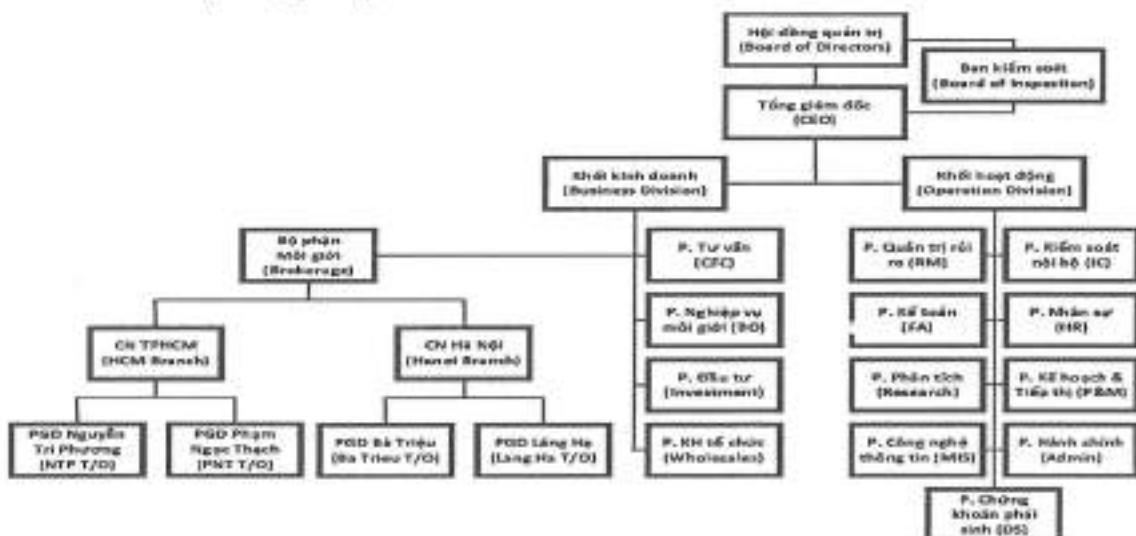 Hội đồng quản trị
(Board of Directors)
Ban kiểm soát
(Board of Inspection)
Tổng giám đốc
(CEO)
Khối kinh doanh
(Business Division)
Khối hoạt động
(Operation Division)
Bộ phận
Môi giới
(Brokerage)
P. Tư vấn
(CFC)
P. Quản trị rủi
ro (RM)
P. Kiểm soát
nội bộ (IC)
CN TPHCM
(HCM Branch)
CN Hà Nội
(Hanoi Branch)
P. Nghiệp vụ
môi giới (BO)
P. Kế toán
(FA)
P. Nhân sự
(HR)
P. Đầu tư
(Investment)
P. Phân tích
(Research)
P. Kế hoạch &
Tiếp thị (P&M)
PGD Nguyễn
Tri Phương
(NTP T/O)
PGD Phạm
Ngọc Thạch
(PNT T/O)
PGD Bà Triệu
(Ba Trieu T/O)
PGD Láng Hạ
(Lang Ha T/O)
P. KH tổ chức
(Wholesales)
P. Công nghệ
thông tin (MIS)
P. Hành chính
(Admin)
P. Chứng
khoán phái
sinh (DS)